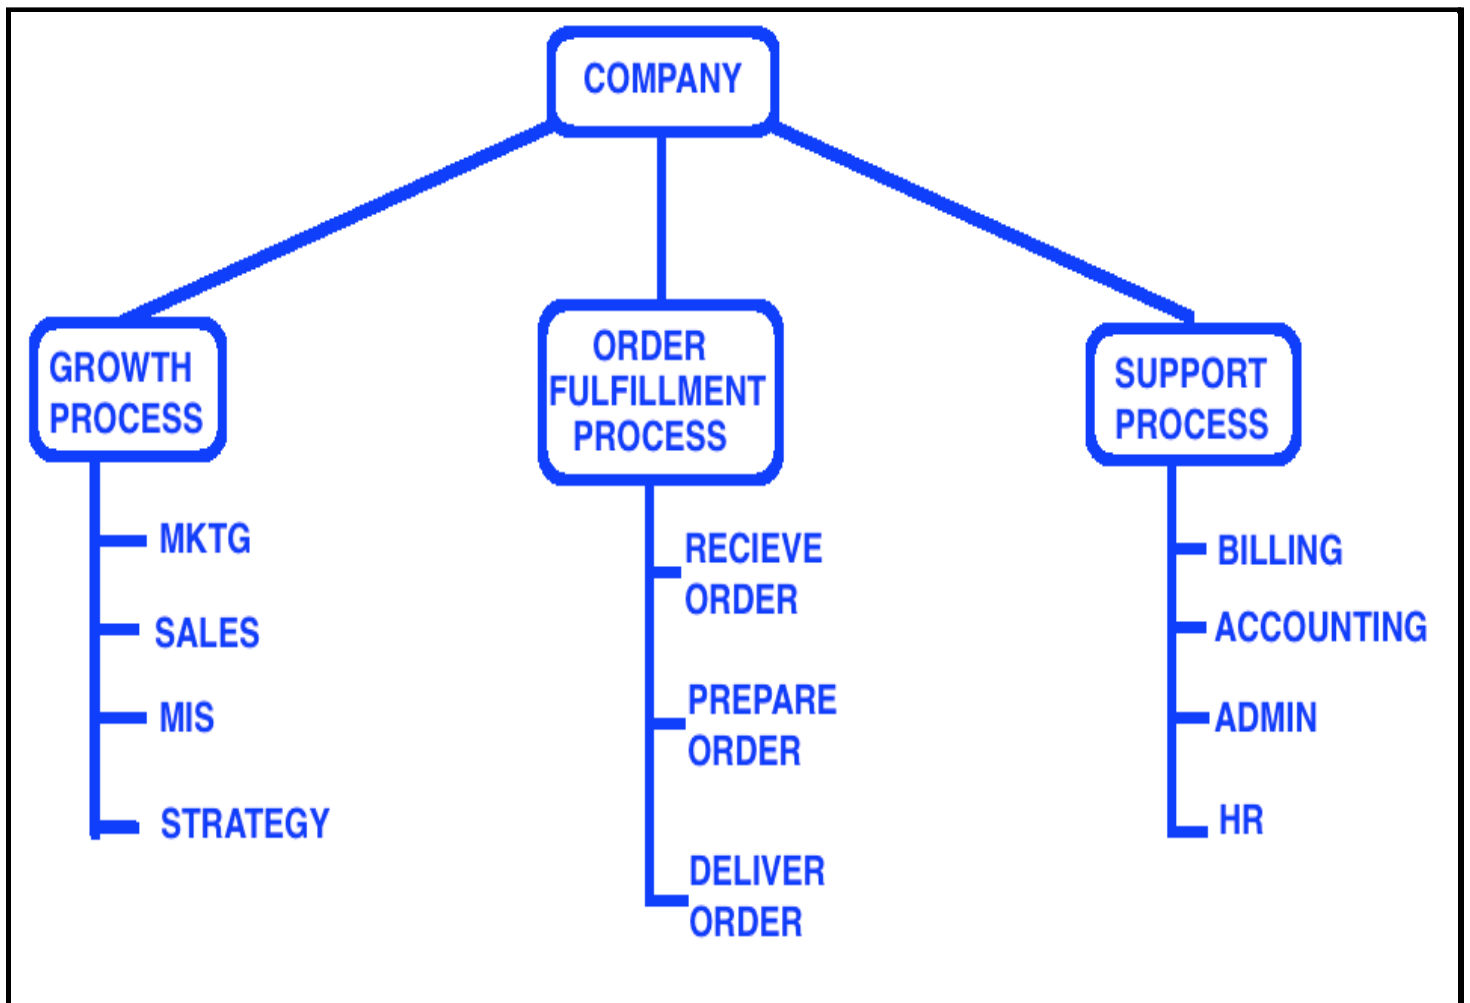 COMPANY
GROWTH
PROCESS
MKTG
SALES
MIS
STRATEGY
ORDER
FULFILLMENT
PROCESS
RECIEVE
ORDER
PREPARE
ORDER
DELIVER
ORDER
SUPPORT
PROCESS
BILLING
ACCOUNTING
ADMIN
HR